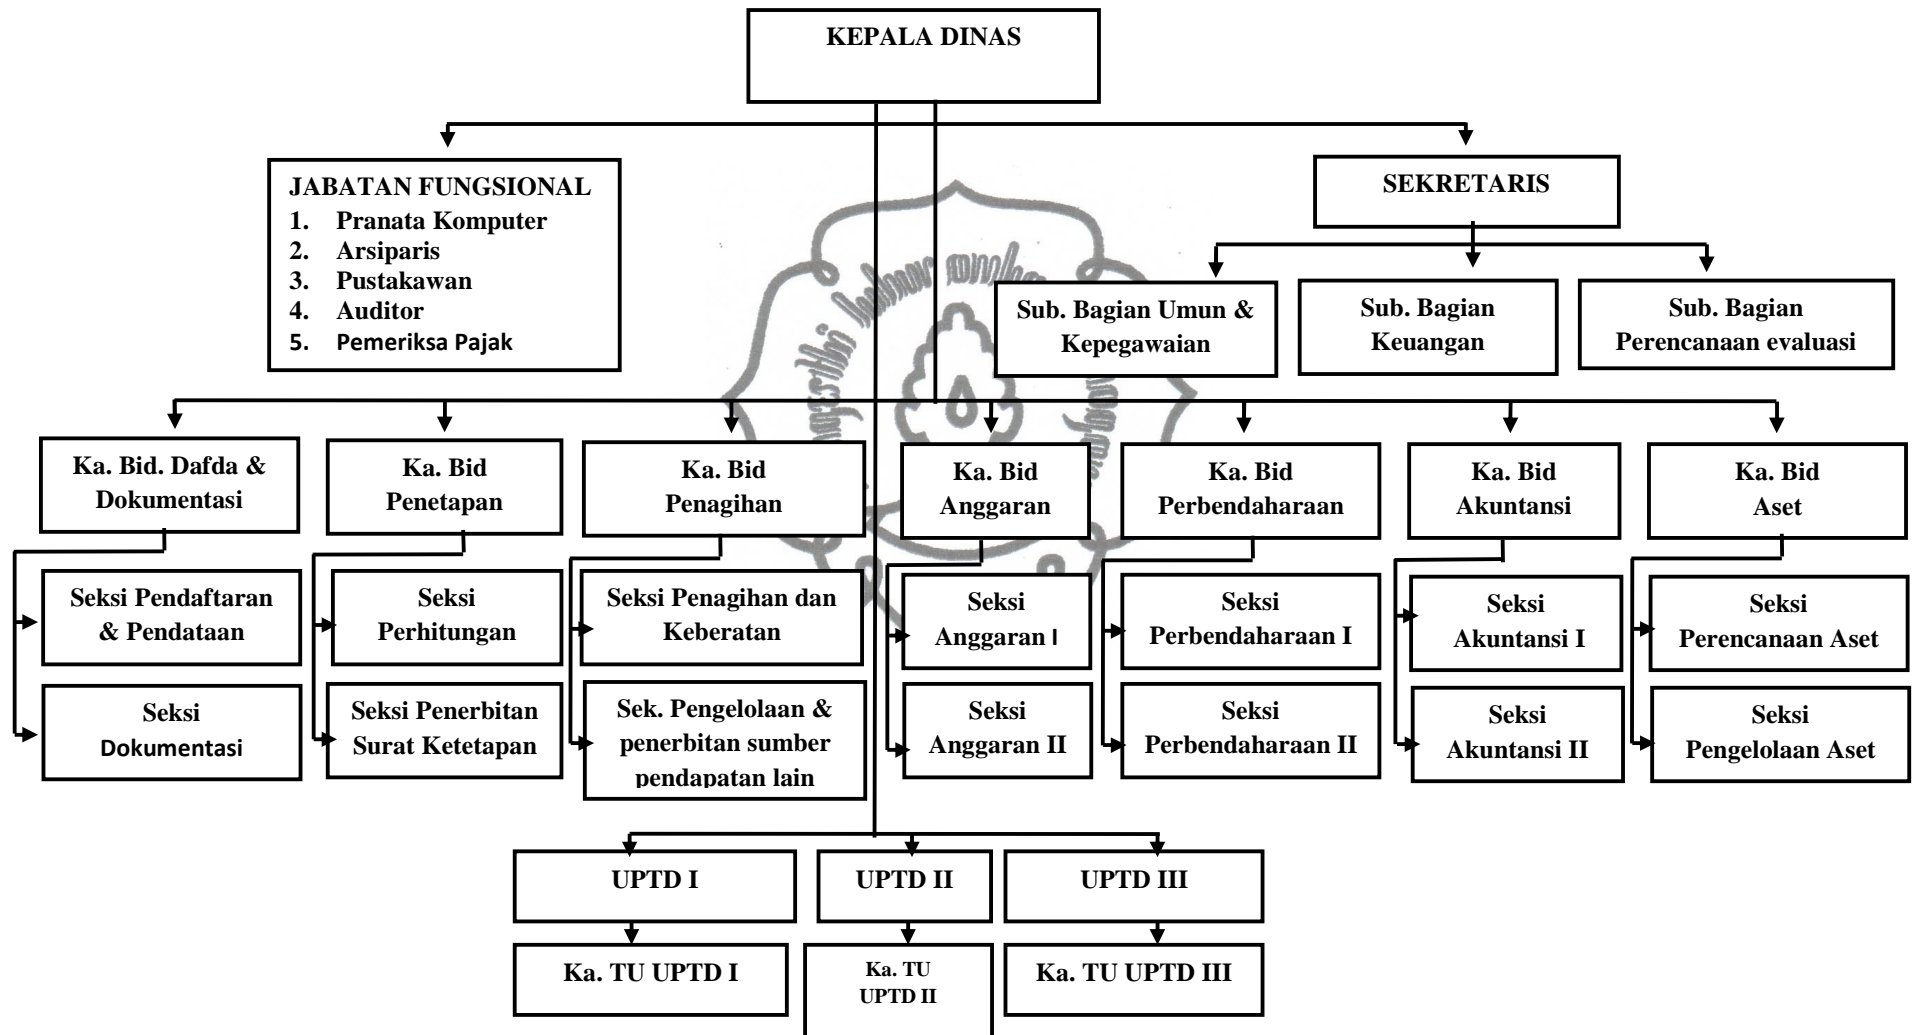 KEPALA DINAS
JABATAN FUNGSIONAL
1. Pranata Komputer
2. Arsiparis
3. Pustakawan
4. Auditor
5. Pemeriksa Pajak
SEKRETARIS
Sub. Bagian Umun &
Kepegawaian
Sub. Bagian
Keuangan
Sub. Bagian
Perencanaan evaluasi
Ka. Bid. Dafda &
Dokumentasi
Ka. Bid
Penetapan
Ka. Bid
Penagihan
Ka. Bid
Anggaran
Ka. Bid
Perbendaharaan
Ka. Bid
Akuntansi
Ka. Bid
Aset
Seksi Pendaftaran
& Pendataan
Seksi
Perhitungan
Seksi Penagihan dan
Keberatan
Seksi
Anggaran I
Seksi
Perbendaharaan I
Seksi
Akuntansi I
Seksi
Perencanaan Aset
Seksi
Dokumentasi
Seksi Penerbitan
Surat Ketetapan
Sek. Pengelolaan &
penerbitan sumber
pendapatan lain
Seksi
Anggaran II
Seksi
Perbendaharaan II
Seksi
Akuntansi II
Seksi
Pengelolaan Aset
UPTD I
UPTD II
UPTD III
Ka. TU UPTD I
Ka. TU
UPTD II
Ka. TU UPTD III